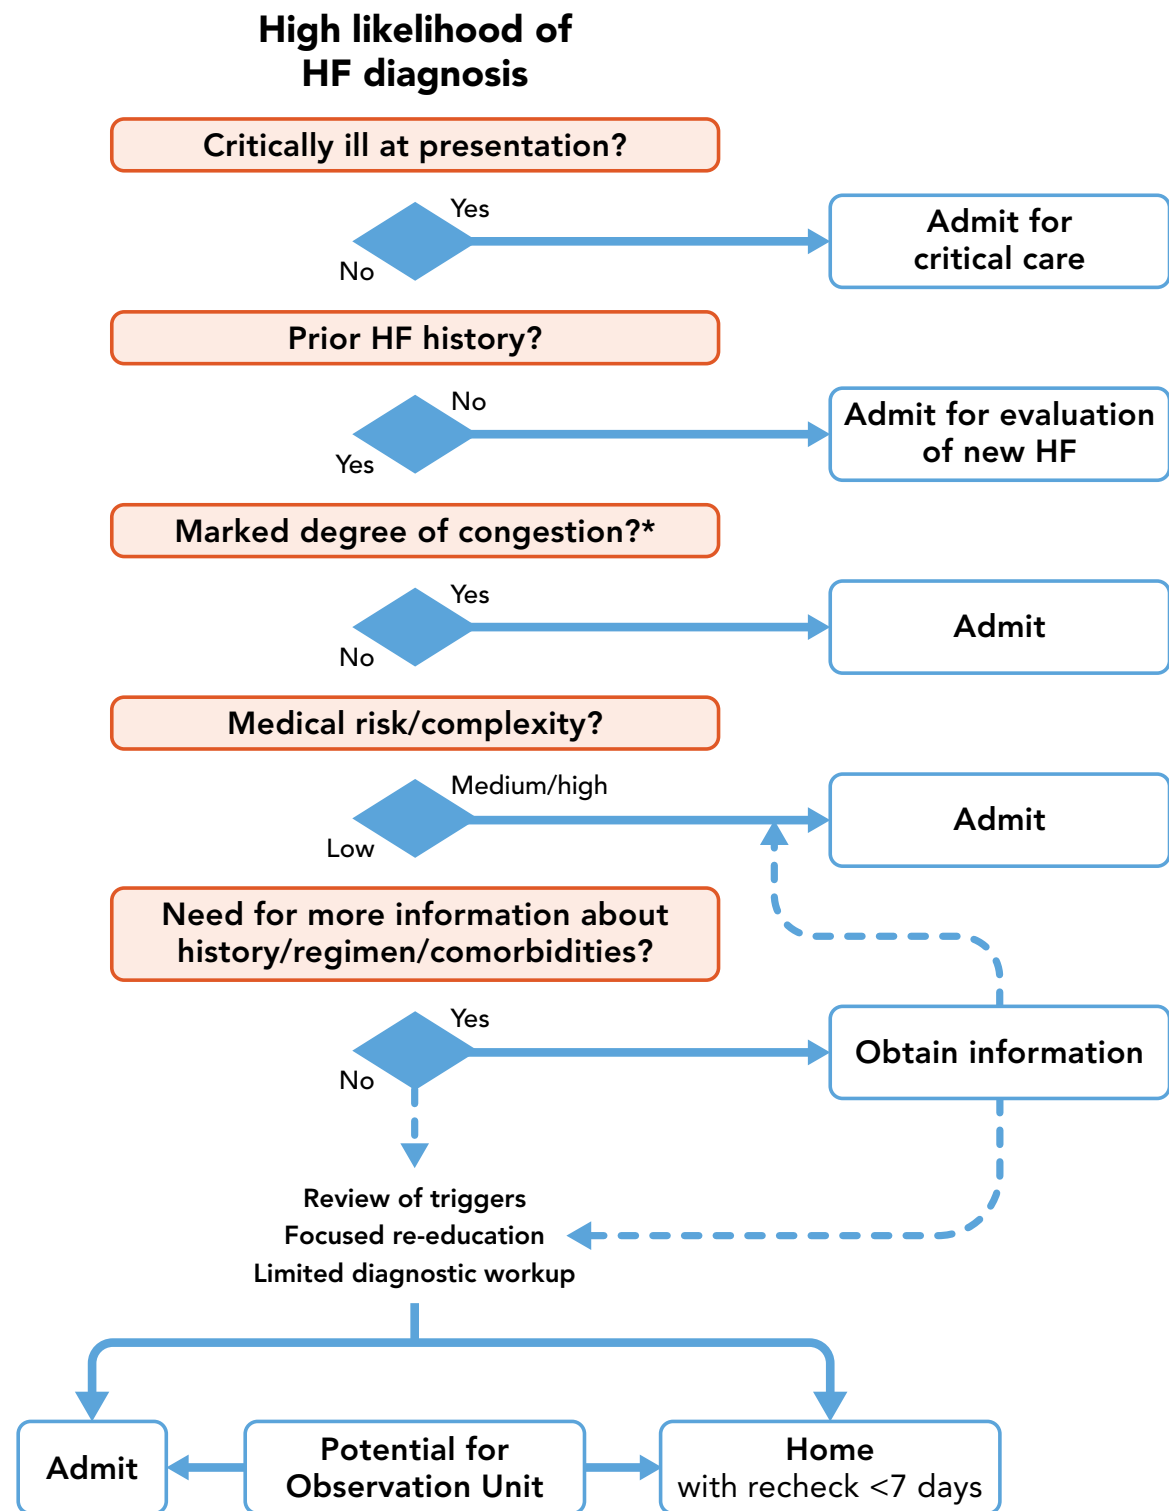 High likelihood of
HF diagnosis
Critically ill at presentation?
Yes
No
Admit for
critical care
Prior HF history?
No
Yes
Admit for evaluation
of new HF
Marked degree of congestion?*
Yes
No
Admit
Medical risk/complexity?
Medium/high
Low
Admit
Need for more information about
history/regimen/comorbidities?
Yes
No
Obtain information
Review of triggers
Focused re-education
Limited diagnostic workup
Admit
Potential for
Observation Unit
Home
with recheck <7 days